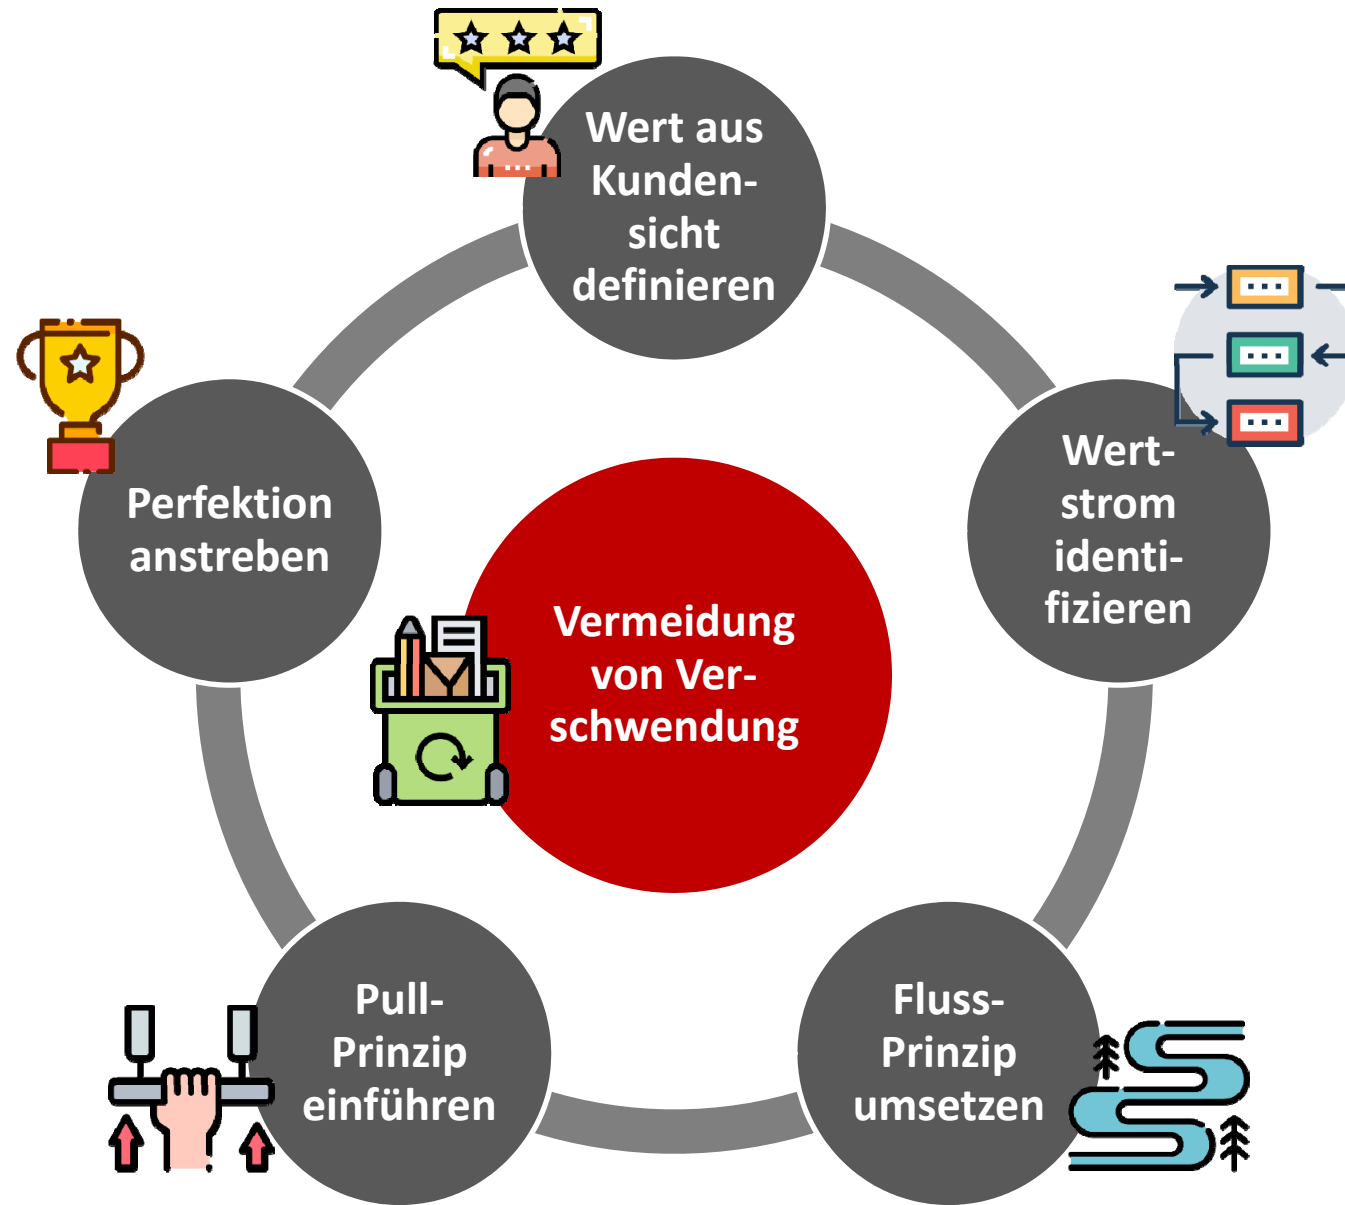 Wert aus
Kunden-
sicht
definieren
Wert-
strom
identi-
fizieren
Fluss-
Prinzip
umsetzen
Pull-
Prinzip
einführen
Perfektion
anstreben
Vermeidung
von Ver-
schwendung